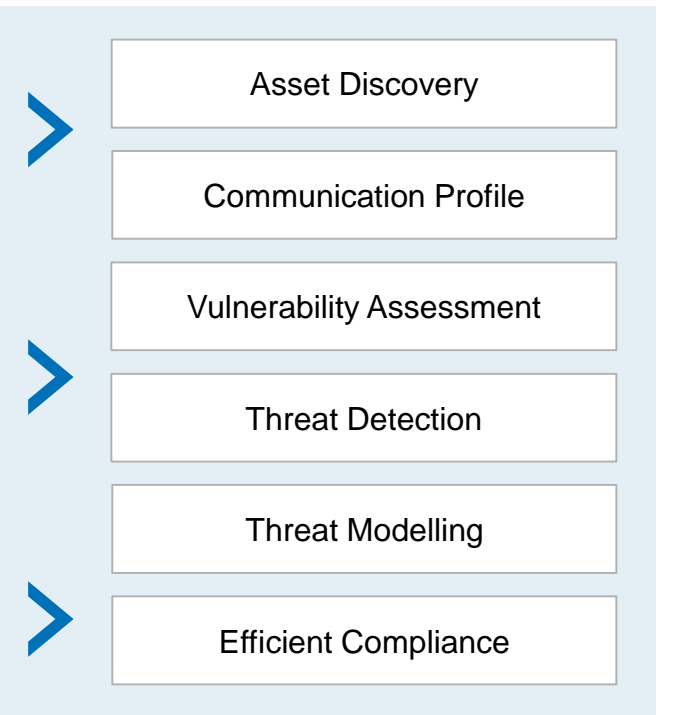 Asset Discovery
Communication Profile
Vulnerability Assessment
Threat Detection
Threat Modelling
Efficient Compliance